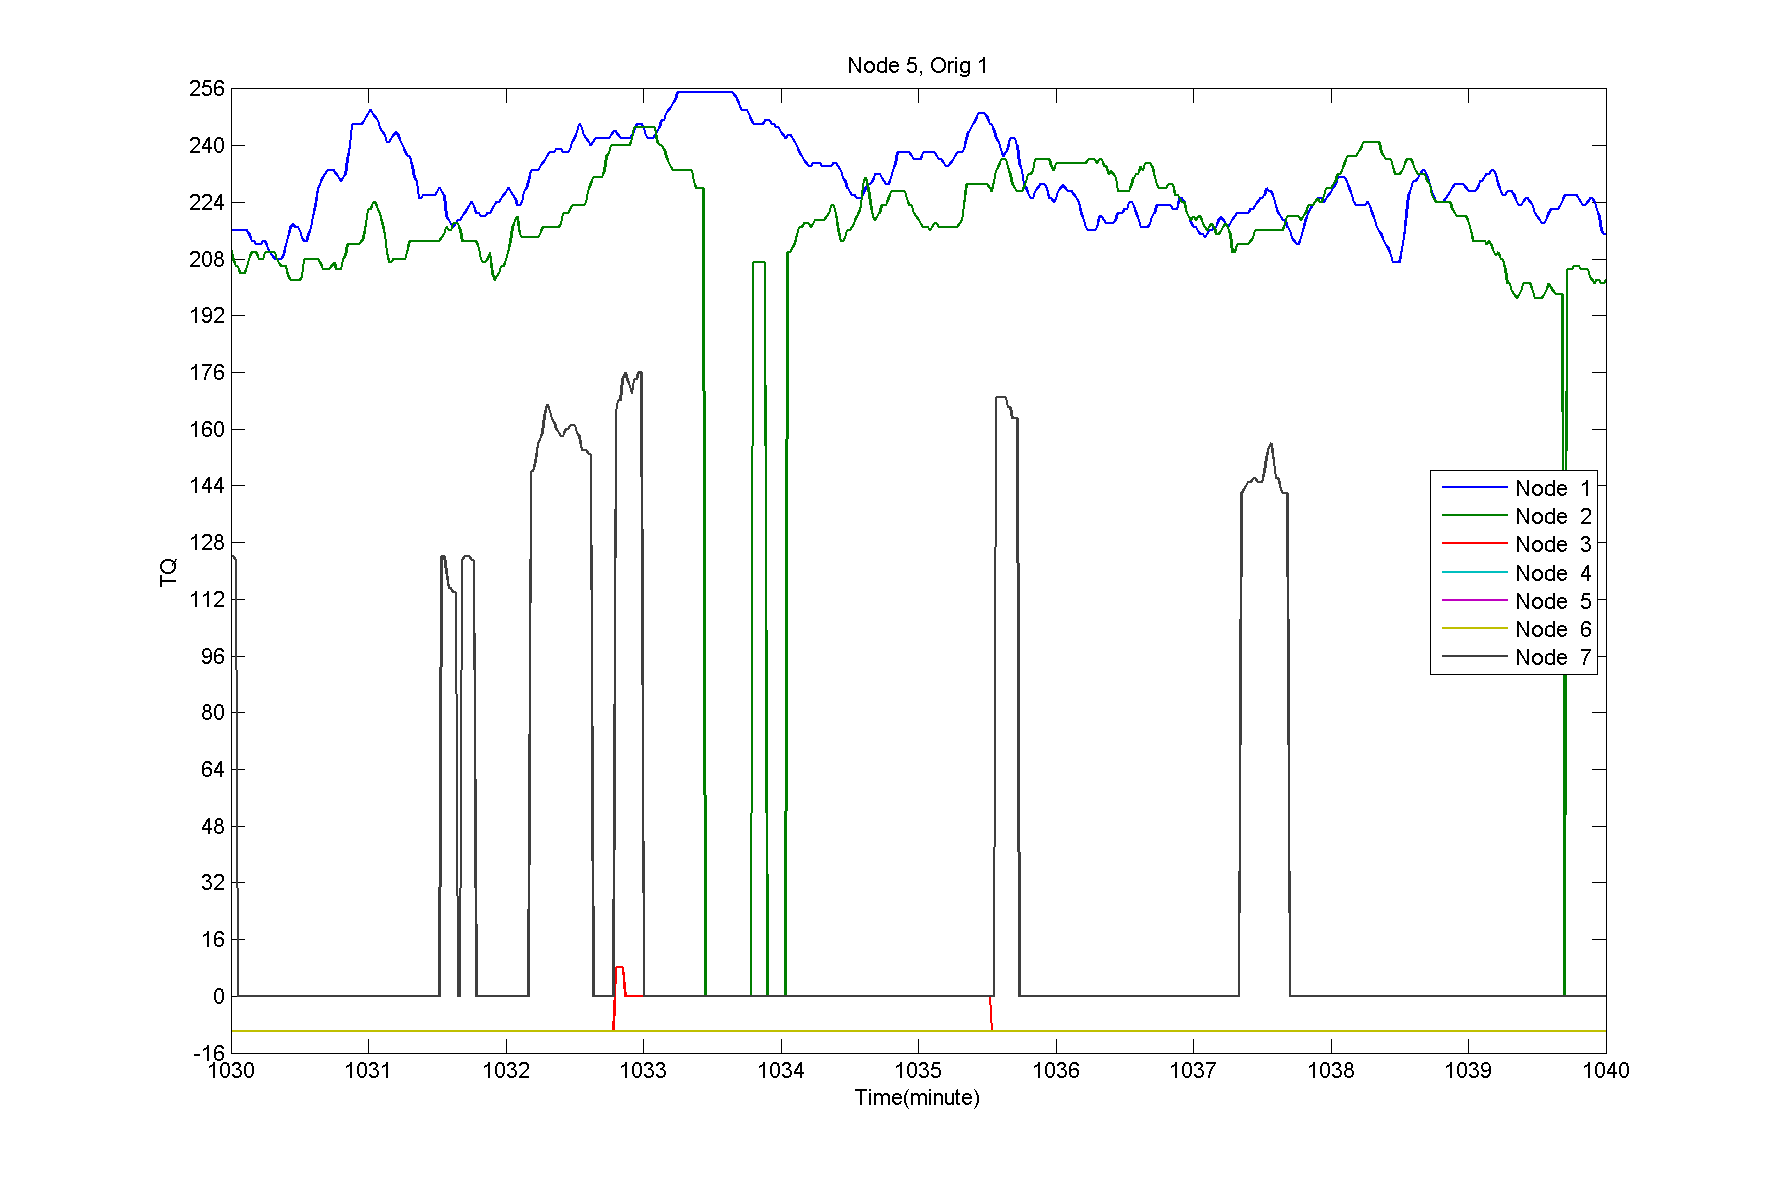 Node 5, Orig 1
256
240
224
208
192
176
160
144
128
112
96
80
64
48
32
16
0
-16
TQ
Node 1
Node 2
Node 3
Node 4
Node 5
Node 6
Node 7
1030 1031 1032 1033 1034 1035 1036 1037 1038 1039 1040
Time(minute)